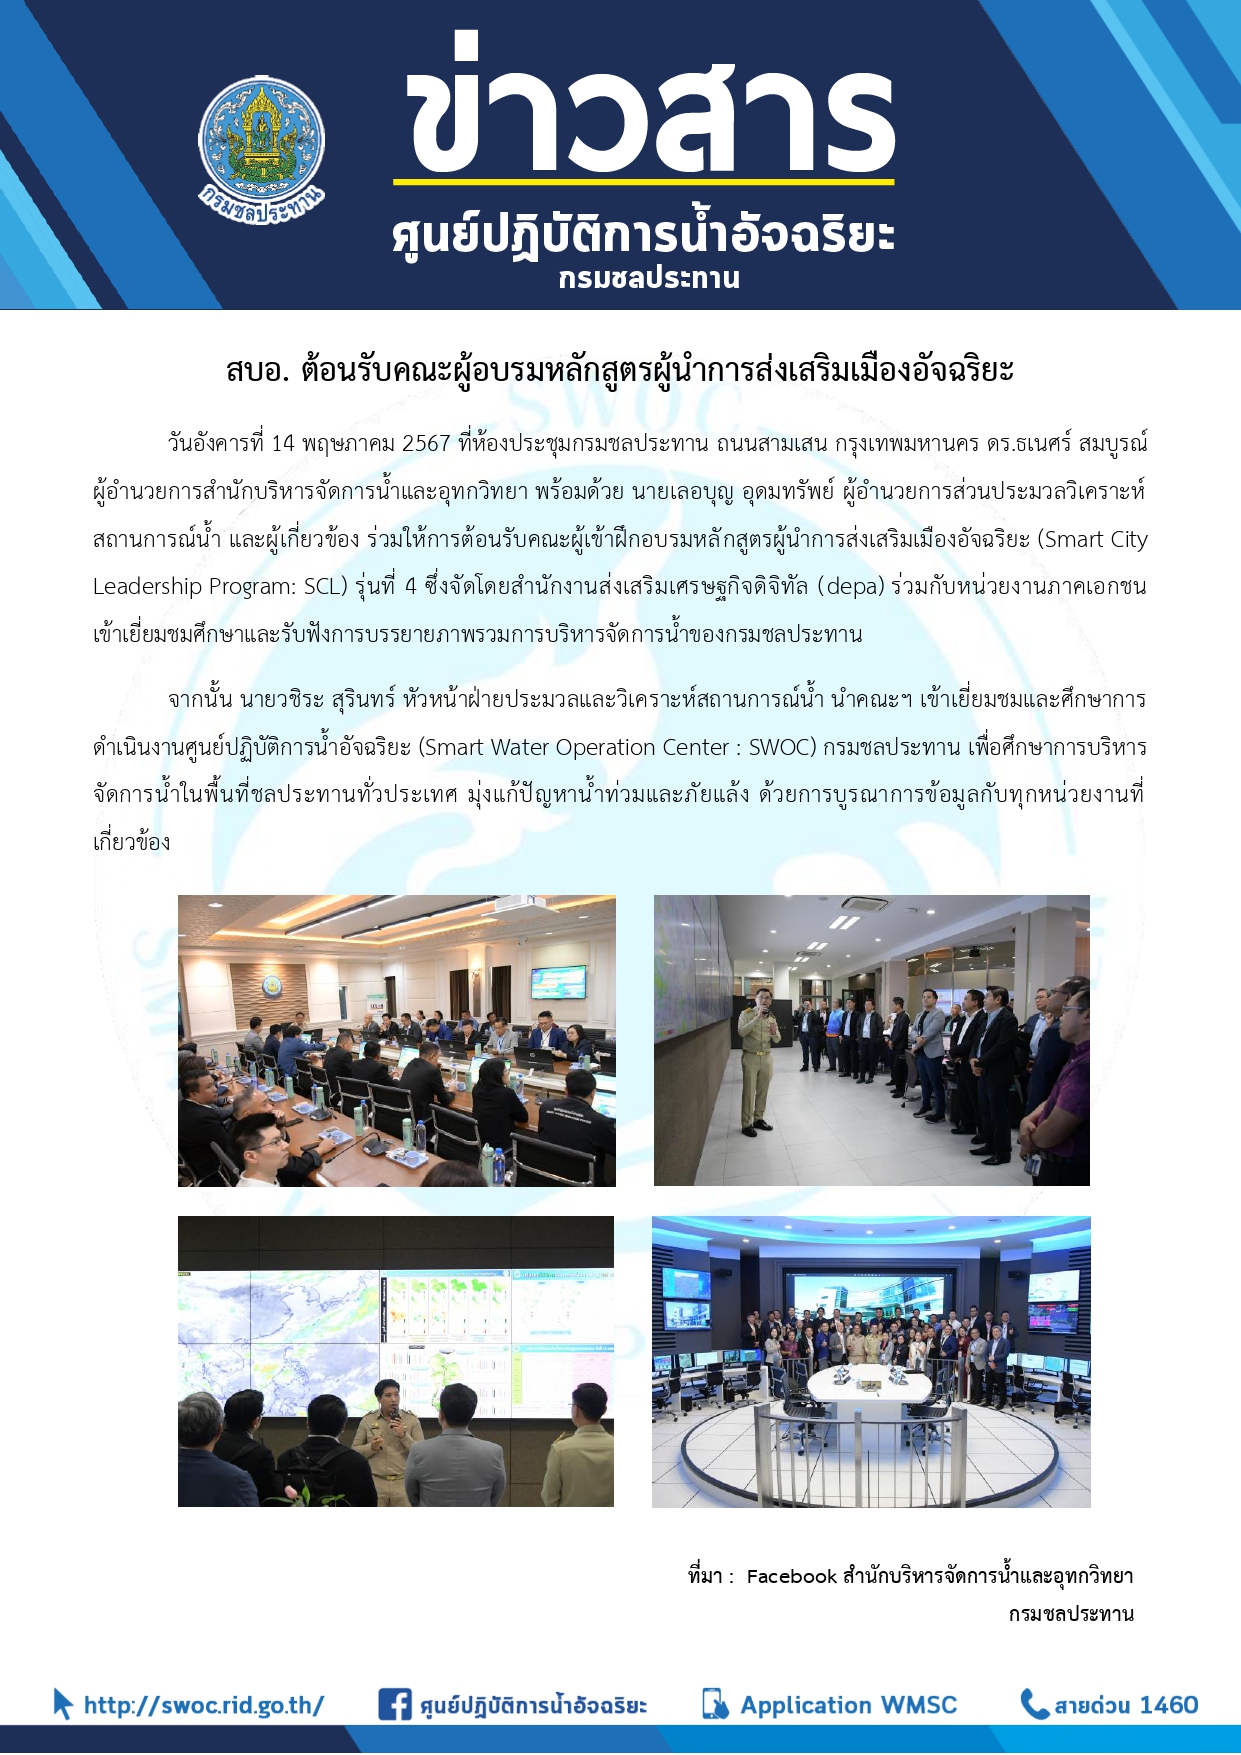 ข่าวสาร
ศูนย์ปฏิบัติการน้ำอัจฉริยะ
กรมชลประทาน
กรมชลประทาน
สบอ. ต้อนรับคณะผู้อบรมหลักสูตรผู้นำการส่งเสริมเมืองอัจฉริยะ
วันอังคารที่ 14 พฤษภาคม 2567 ที่ห้องประชุมกรมชลประทาน ถนนสามเสน กรุงเทพมหานคร ดร.ธเนศร์ สมบูรณ์
ผู้อำนวยการสำนักบริหารจัดการน้ำและอุทกวิทยา พร้อมด้วย นายเลอบุญ อุดมทรัพย์ ผู้อำนวยการส่วนประมวลวิเคราะห์
สถานการณ์น้ำ และผู้เกี่ยวข้อง ร่วมให้การต้อนรับคณะผู้เข้าฝึกอบรมหลักสูตรผู้นำการส่งเสริมเมืองอัจฉริยะ (Smart City
Leadership Program: SCL) รุ่นที่ 4 ซึ่งจัดโดยสำนักงานส่งเสริมเศรษฐกิจดิจิทัล (depa) ร่วมกับหน่วยงานภาคเอกชน
เข้าเยี่ยมชมศึกษาและรับฟังการบรรยายภาพรวมการบริหารจัดการน้ำของกรมชลประทาน
จากนั้น นายวชิระ สุรินทร์ หัวหน้าฝ่ายประมวลและวิเคราะห์สถานการณ์น้ำ นำคณะฯ เข้าเยี่ยมชมและศึกษาการ
ดำเนินงานศูนย์ปฏิบัติการน้ำอัจฉริยะ (Smart Water Operation Center : SWOC) กรมชลประทาน เพื่อศึกษาการบริหาร
จัดการน้ำในพื้นที่ชลประทานทั่วประเทศ มุ่งแก้ปัญหาน้ำท่วมและภัยแล้ง ด้วยการบูรณาการข้อมูลกับทุกหน่วยงานที่
เกี่ยวข้อง
SWOC
ที่มา : Facebook สำนักบริหารจัดการน้ำและอุทกวิทยา
กรมชลประทาน
http://swoc.rid.go.th/
ศูนย์ปฏิบัติการน้ำอัจฉริยะ
Application WMSC
สายด่วน 1460